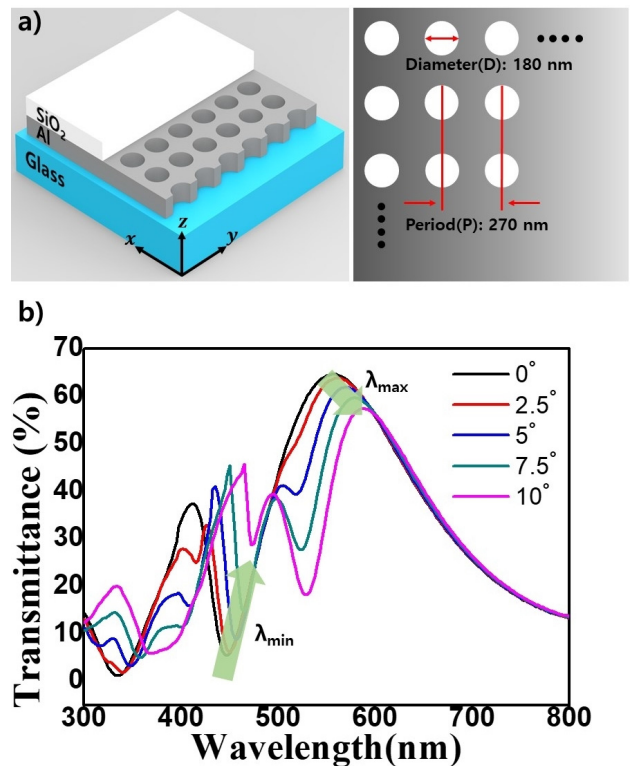 a)
SiO2
Al
Glass
x
z
y
Diameter(D): 180 nm
Period(P): 270 nm
b)
Transmittance (%)
70
60
50
40
30
20
10
0
300 400 500 600 700 800
Wavelength(nm)
λmax
λmin
0°
2.5°
5°
7.5°
10°